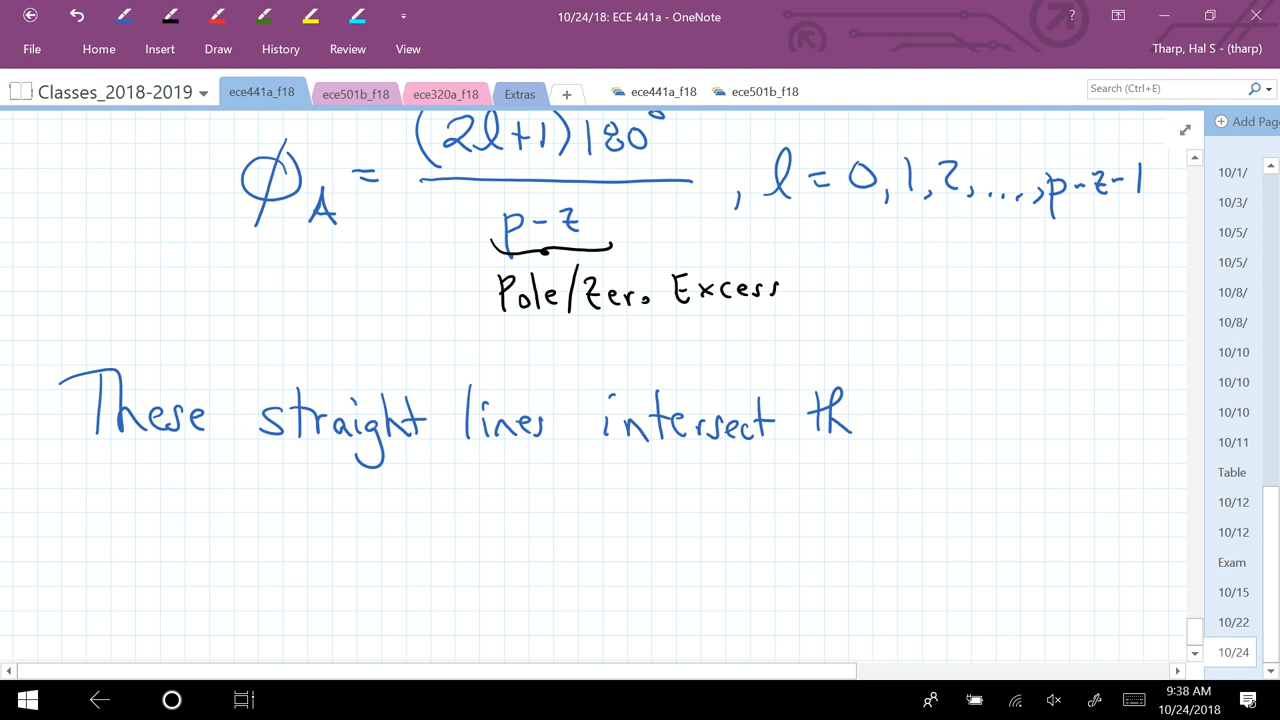 10/24/18: ECE 441a - OneNote
?
File Home Insert Draw History Review View
Tharp, Hal S - (tharp)
Classes_2018-2019 ece441a_f18 ece501b_f18 ece320a_f18 Extras + ece441a_f18 ece501b_f18
Search (Ctrl+E)
Add Pag
(2l+1)180°
ϕA = , l = 0, 1, 2, ..., p-z-1
p-z
Pole/Zero Excess
These straight lines intersect th
10/1/
10/3/
10/5/
10/5/
10/8/
10/8/
10/10
10/10
10/10
10/11
Table
10/12
10/12
Exam
10/15
10/22
10/24
9:38 AM
10/24/2018